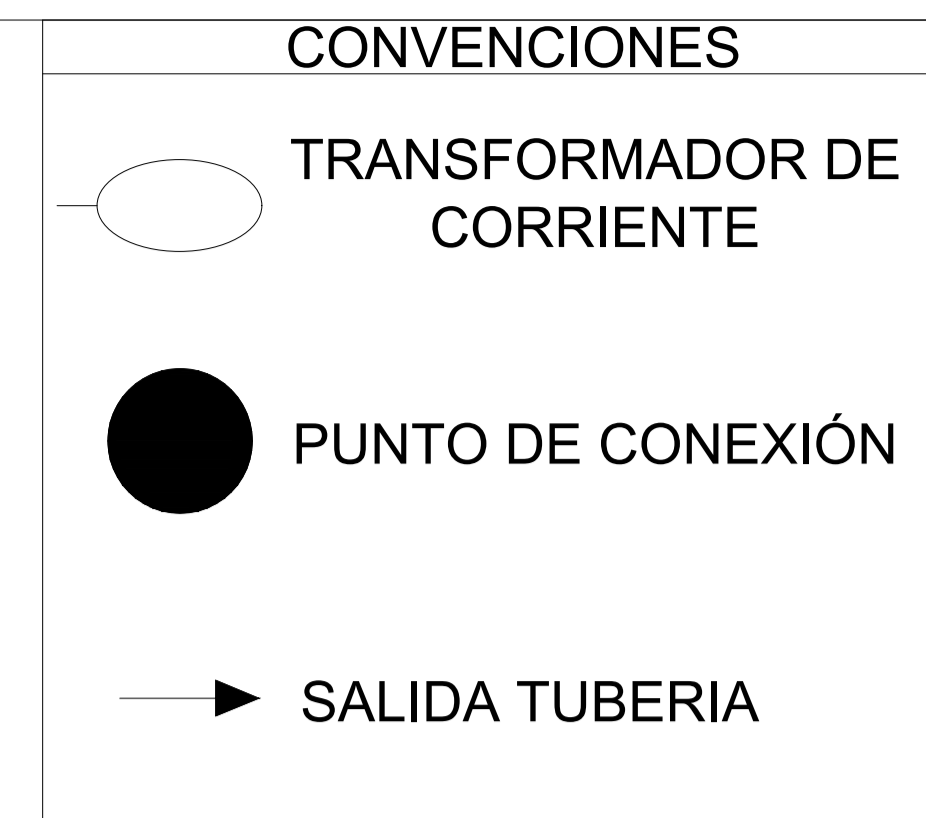 CONVENCIONES
TRANSFORMADOR DE
CORRIENTE
PUNTO DE CONEXIÓN
SALIDA TUBERIA